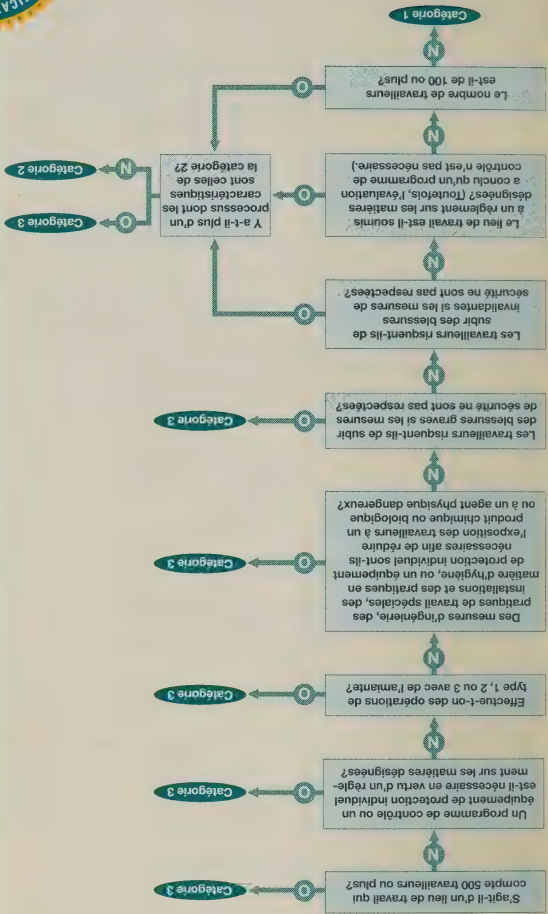 S'agit-il d'un lieu de travail qui
compte 500 travailleurs ou plus?
O
Catégorie 3
N
Un programme de contrôle ou un
équipement de protection individuel
est-il nécessaire en vertu d'un règle-
ment sur les matières désignées?
O
Catégorie 3
N
Effectue-t-on des opérations de
type 1, 2 ou 3 avec de l'amiante?
O
Catégorie 3
N
Des mesures d'ingénierie, des
pratiques de travail spéciales, des
installations et des pratiques en
matière d'hygiène, ou un équipement
de protection individuel sont-ils
nécessaires afin de réduire
l'exposition des travailleurs à un
produit chimique ou biologique
ou à un agent physique dangereux?
O
Catégorie 3
N
Les travailleurs risquent-ils de subir
des blessures graves si les mesures
de sécurité ne sont pas respectées?
O
Catégorie 3
N
Les travailleurs risquent-ils de
subir des blessures
invalidantes si les mesures de
sécurité ne sont pas respectées?
O
N
Le lieu de travail est-il soumis
à un règlement sur les matières
désignées? (Toutefois, l'évaluation
a conclu qu'un programme de
contrôle n'est pas nécessaire.)
O
Y a-t-il plus d'un
processus dont les
caractéristiques
sont celles de
la catégorie 2?
O
Catégorie 3
N
Catégorie 2
N
Le nombre de travailleurs
est-il de 100 ou plus?
O
N
Catégorie 1